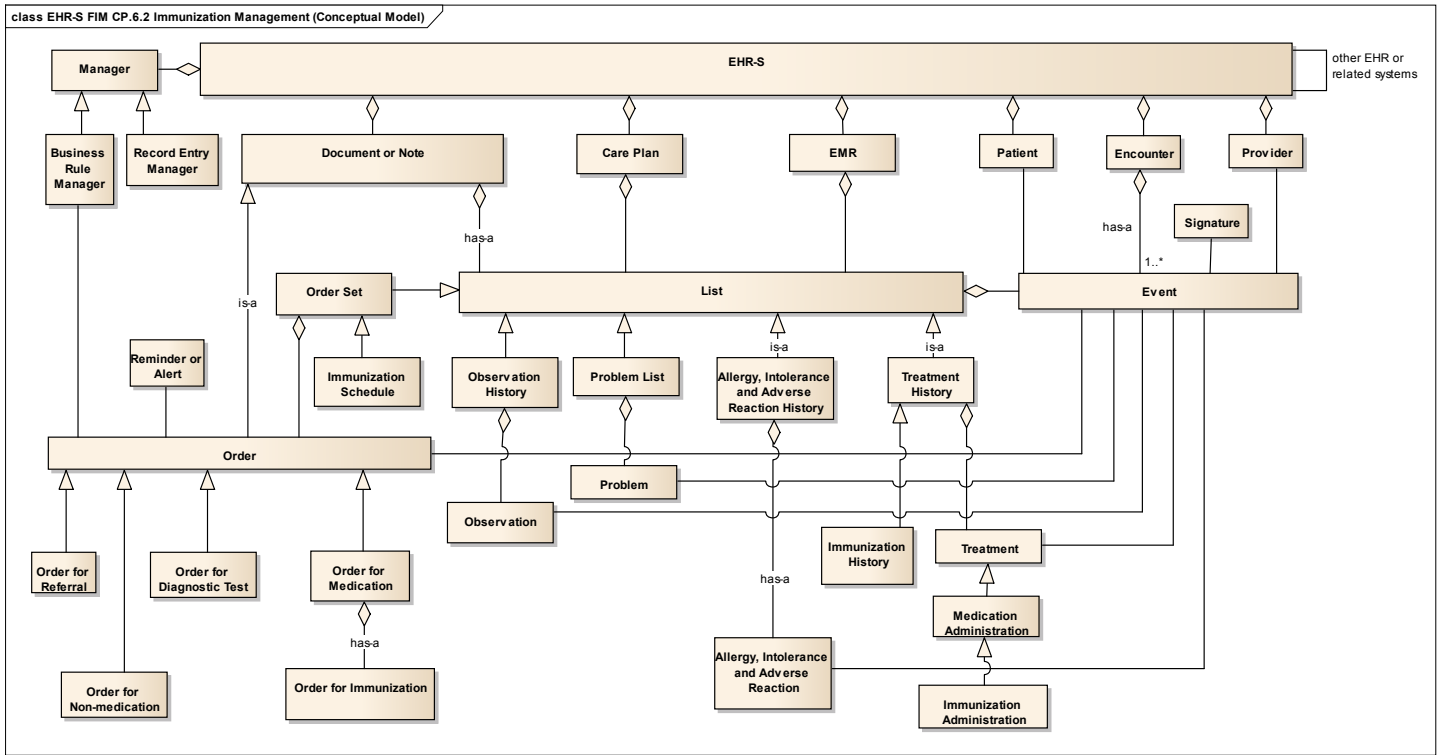 class EHR-S FIM CP.6.2 Immunization Management (Conceptual Model)
Manager
EHR-S
other EHR or
related systems
Business
Rule
Manager
Record Entry
Manager
Document or Note
Care Plan
EMR
Patient
Encounter
Provider
has-a
has-a
Signature
1..*
is-a
Order Set
List
Event
Reminder or
Alert
Immunization
Schedule
Observation
History
Problem List
is-a
Allergy, Intolerance
and Adverse
Reaction History
is-a
Treatment
History
Order
Problem
Observation
Order for
Referral
Order for
Diagnostic Test
Order for
Medication
has-a
Immunization
History
Treatment
has-a
Medication
Administration
Order for
Non-medication
Order for Immunization
Allergy, Intolerance
and Adverse
Reaction
Immunization
Administration